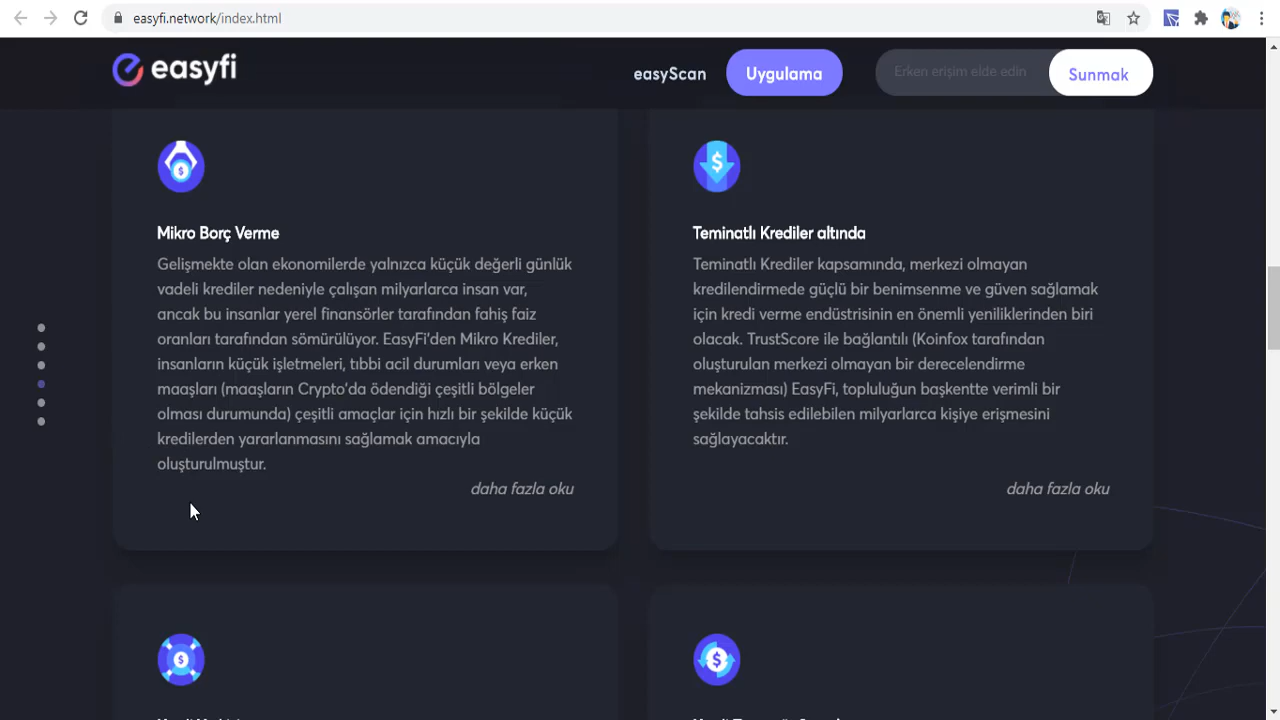 easyfi.network/index.html
easyfi
easyScan
Uygulama
Erken erişim elde edin
Sunmak
Mikro Borç Verme
Gelişmekte olan ekonomilerde yalnızca küçük değerli günlük
vadeli krediler nedeniyle çalışan milyarlarca insan var,
ancak bu insanlar yerel finansörler tarafından fahiş faiz
oranları tarafından sömürülüyor. EasyFi'den Mikro Krediler,
insanların küçük işletmeleri, tıbbi acil durumları veya erken
maaşları (maaşların Crypto'da ödendiği çeşitli bölgeler
olması durumunda) çeşitli amaçlar için hızlı bir şekilde küçük
kredilerden yararlanmasını sağlamak amacıyla
oluşturulmuştur.
daha fazla oku
Teminatlı Krediler altında
Teminatlı Krediler kapsamında, merkezi olmayan
kredilendirmede güçlü bir benimsenme ve güven sağlamak
için kredi verme endüstrisinin en önemli yeniliklerinden biri
olacak. TrustScore ile bağlantılı (Koinfox tarafından
oluşturulan merkezi olmayan bir derecelendirme
mekanizması) EasyFi, topluluğun başkentte verimli bir
şekilde tahsis edilebilen milyarlarca kişiye erişmesini
sağlayacaktır.
daha fazla oku